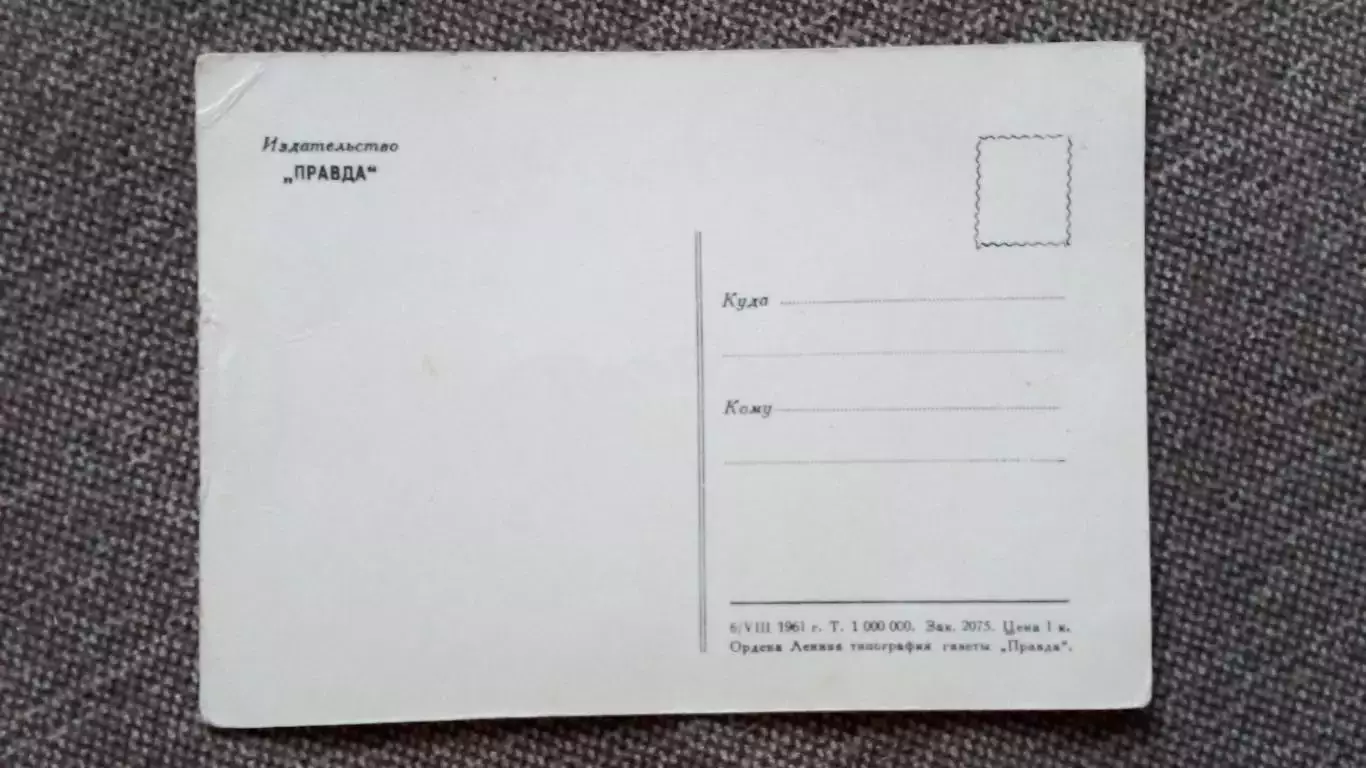 Издательство
„ПРАВДА“
Куда
Кому
6/VIII 1961 г. Т. 1 000 000. Зак. 2075. Цена 1 к.
Ордена Ленина типография газеты „Правда“.